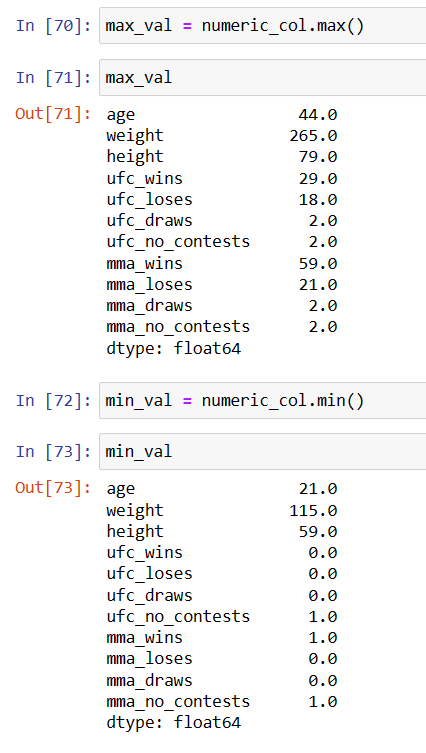 In [70]: max_val = numeric_col.max()
In [71]: max_val
Out[71]: age 44.0
weight 265.0
height 79.0
ufc_wins 29.0
ufc_loses 18.0
ufc_draws 2.0
ufc_no_contests 2.0
mma_wins 59.0
mma_loses 21.0
mma_draws 2.0
mma_no_contests 2.0
dtype: float64
In [72]: min_val = numeric_col.min()
In [73]: min_val
Out[73]: age 21.0
weight 115.0
height 59.0
ufc_wins 0.0
ufc_loses 0.0
ufc_draws 0.0
ufc_no_contests 1.0
mma_wins 1.0
mma_loses 0.0
mma_draws 0.0
mma_no_contests 1.0
dtype: float64